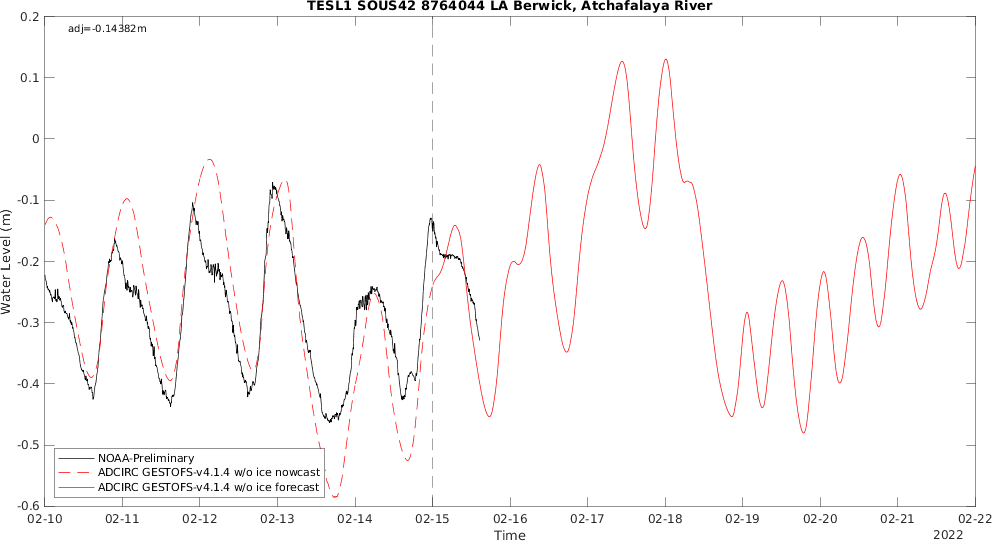 TESL1 SOUS42 8764044 LA Berwick, Atchafalaya River
adj=-0.14382m
0.2
0.1
0
-0.1
-0.2
-0.3
-0.4
-0.5
-0.6
Water Level (m)
NOAA-Preliminary
ADCIRC GESTOFS-v4.1.4 w/o ice nowcast
ADCIRC GESTOFS-v4.1.4 w/o ice forecast
02-10 02-11 02-12 02-13 02-14 02-15 02-16 02-17 02-18 02-19 02-20 02-21 02-22
Time
2022